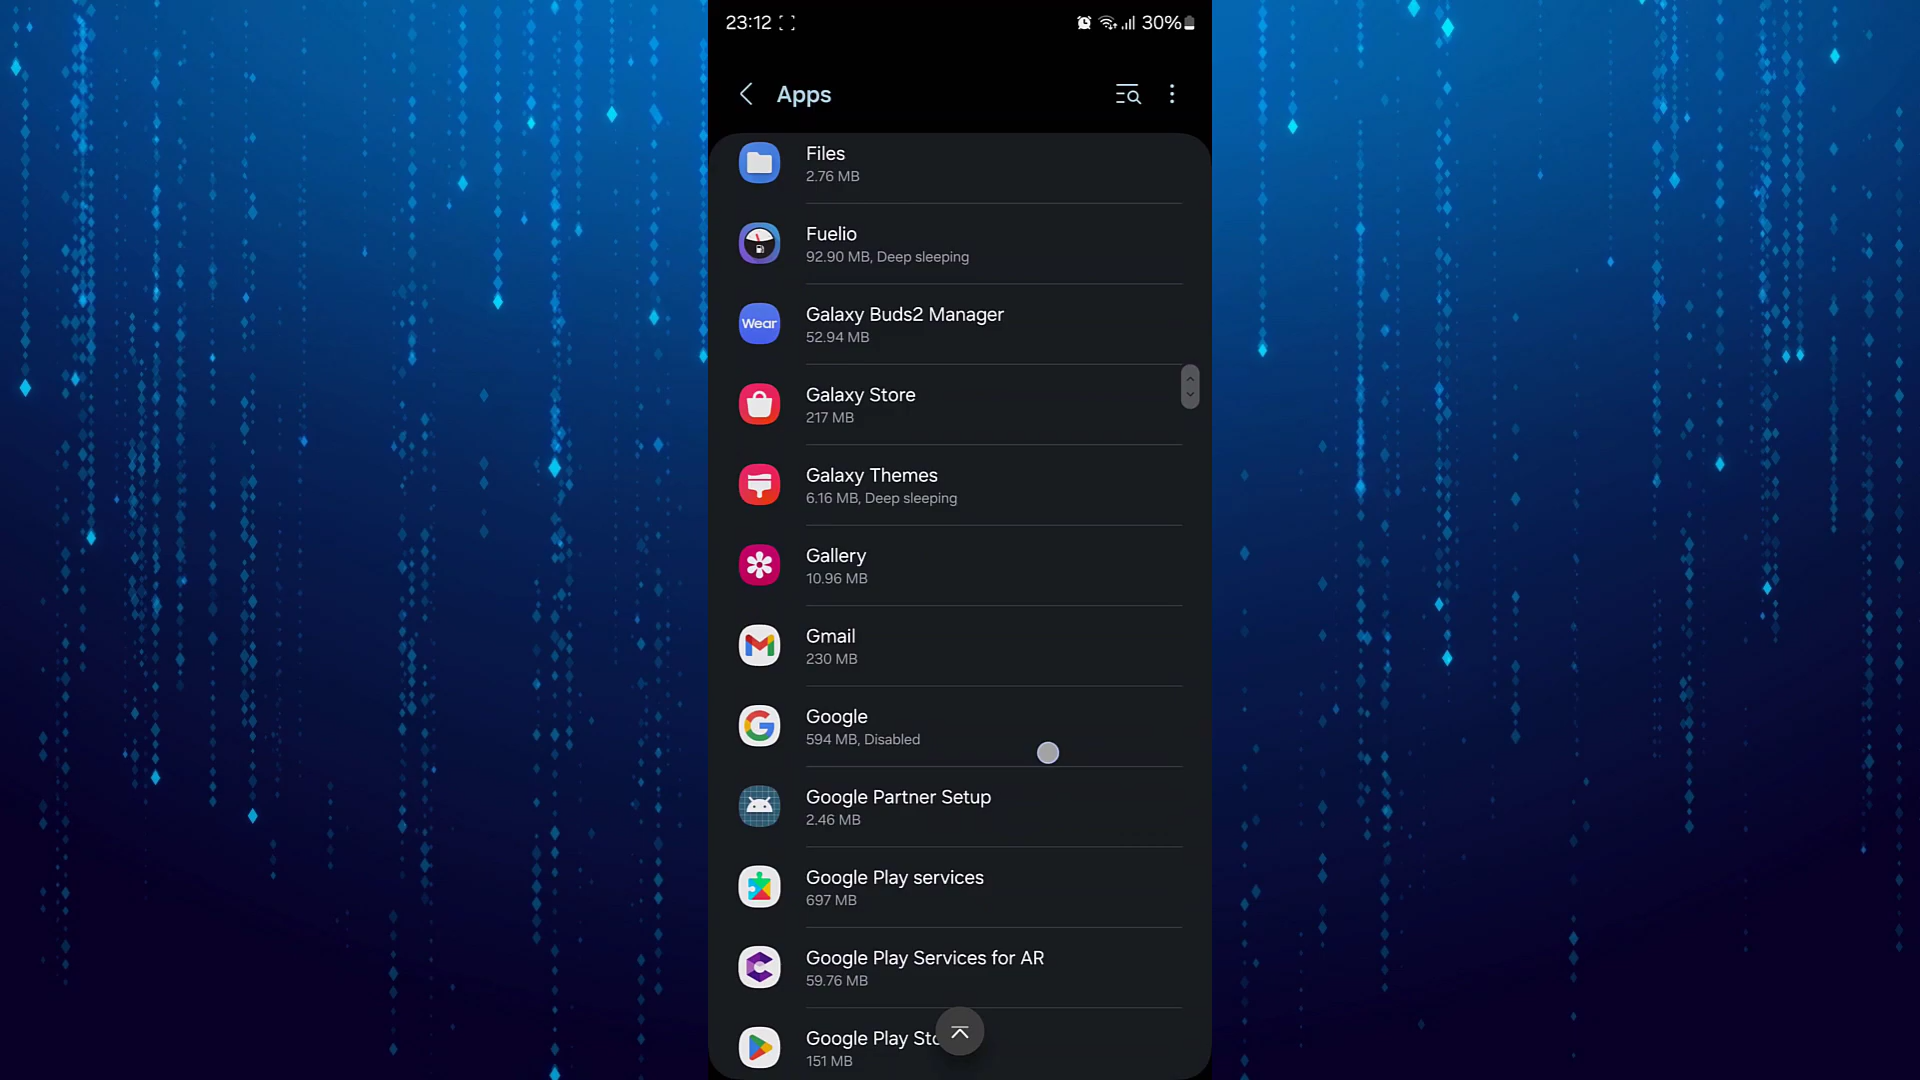 23:12
30%
Apps
Files
2.76 MB
Fuelio
92.90 MB, Deep sleeping
Wear
Galaxy Buds2 Manager
52.94 MB
Galaxy Store
217 MB
Galaxy Themes
6.16 MB, Deep sleeping
Gallery
10.96 MB
Gmail
230 MB
Google
594 MB, Disabled
Google Partner Setup
2.46 MB
Google Play services
697 MB
Google Play Services for AR
59.76 MB
Google Play
151 MB